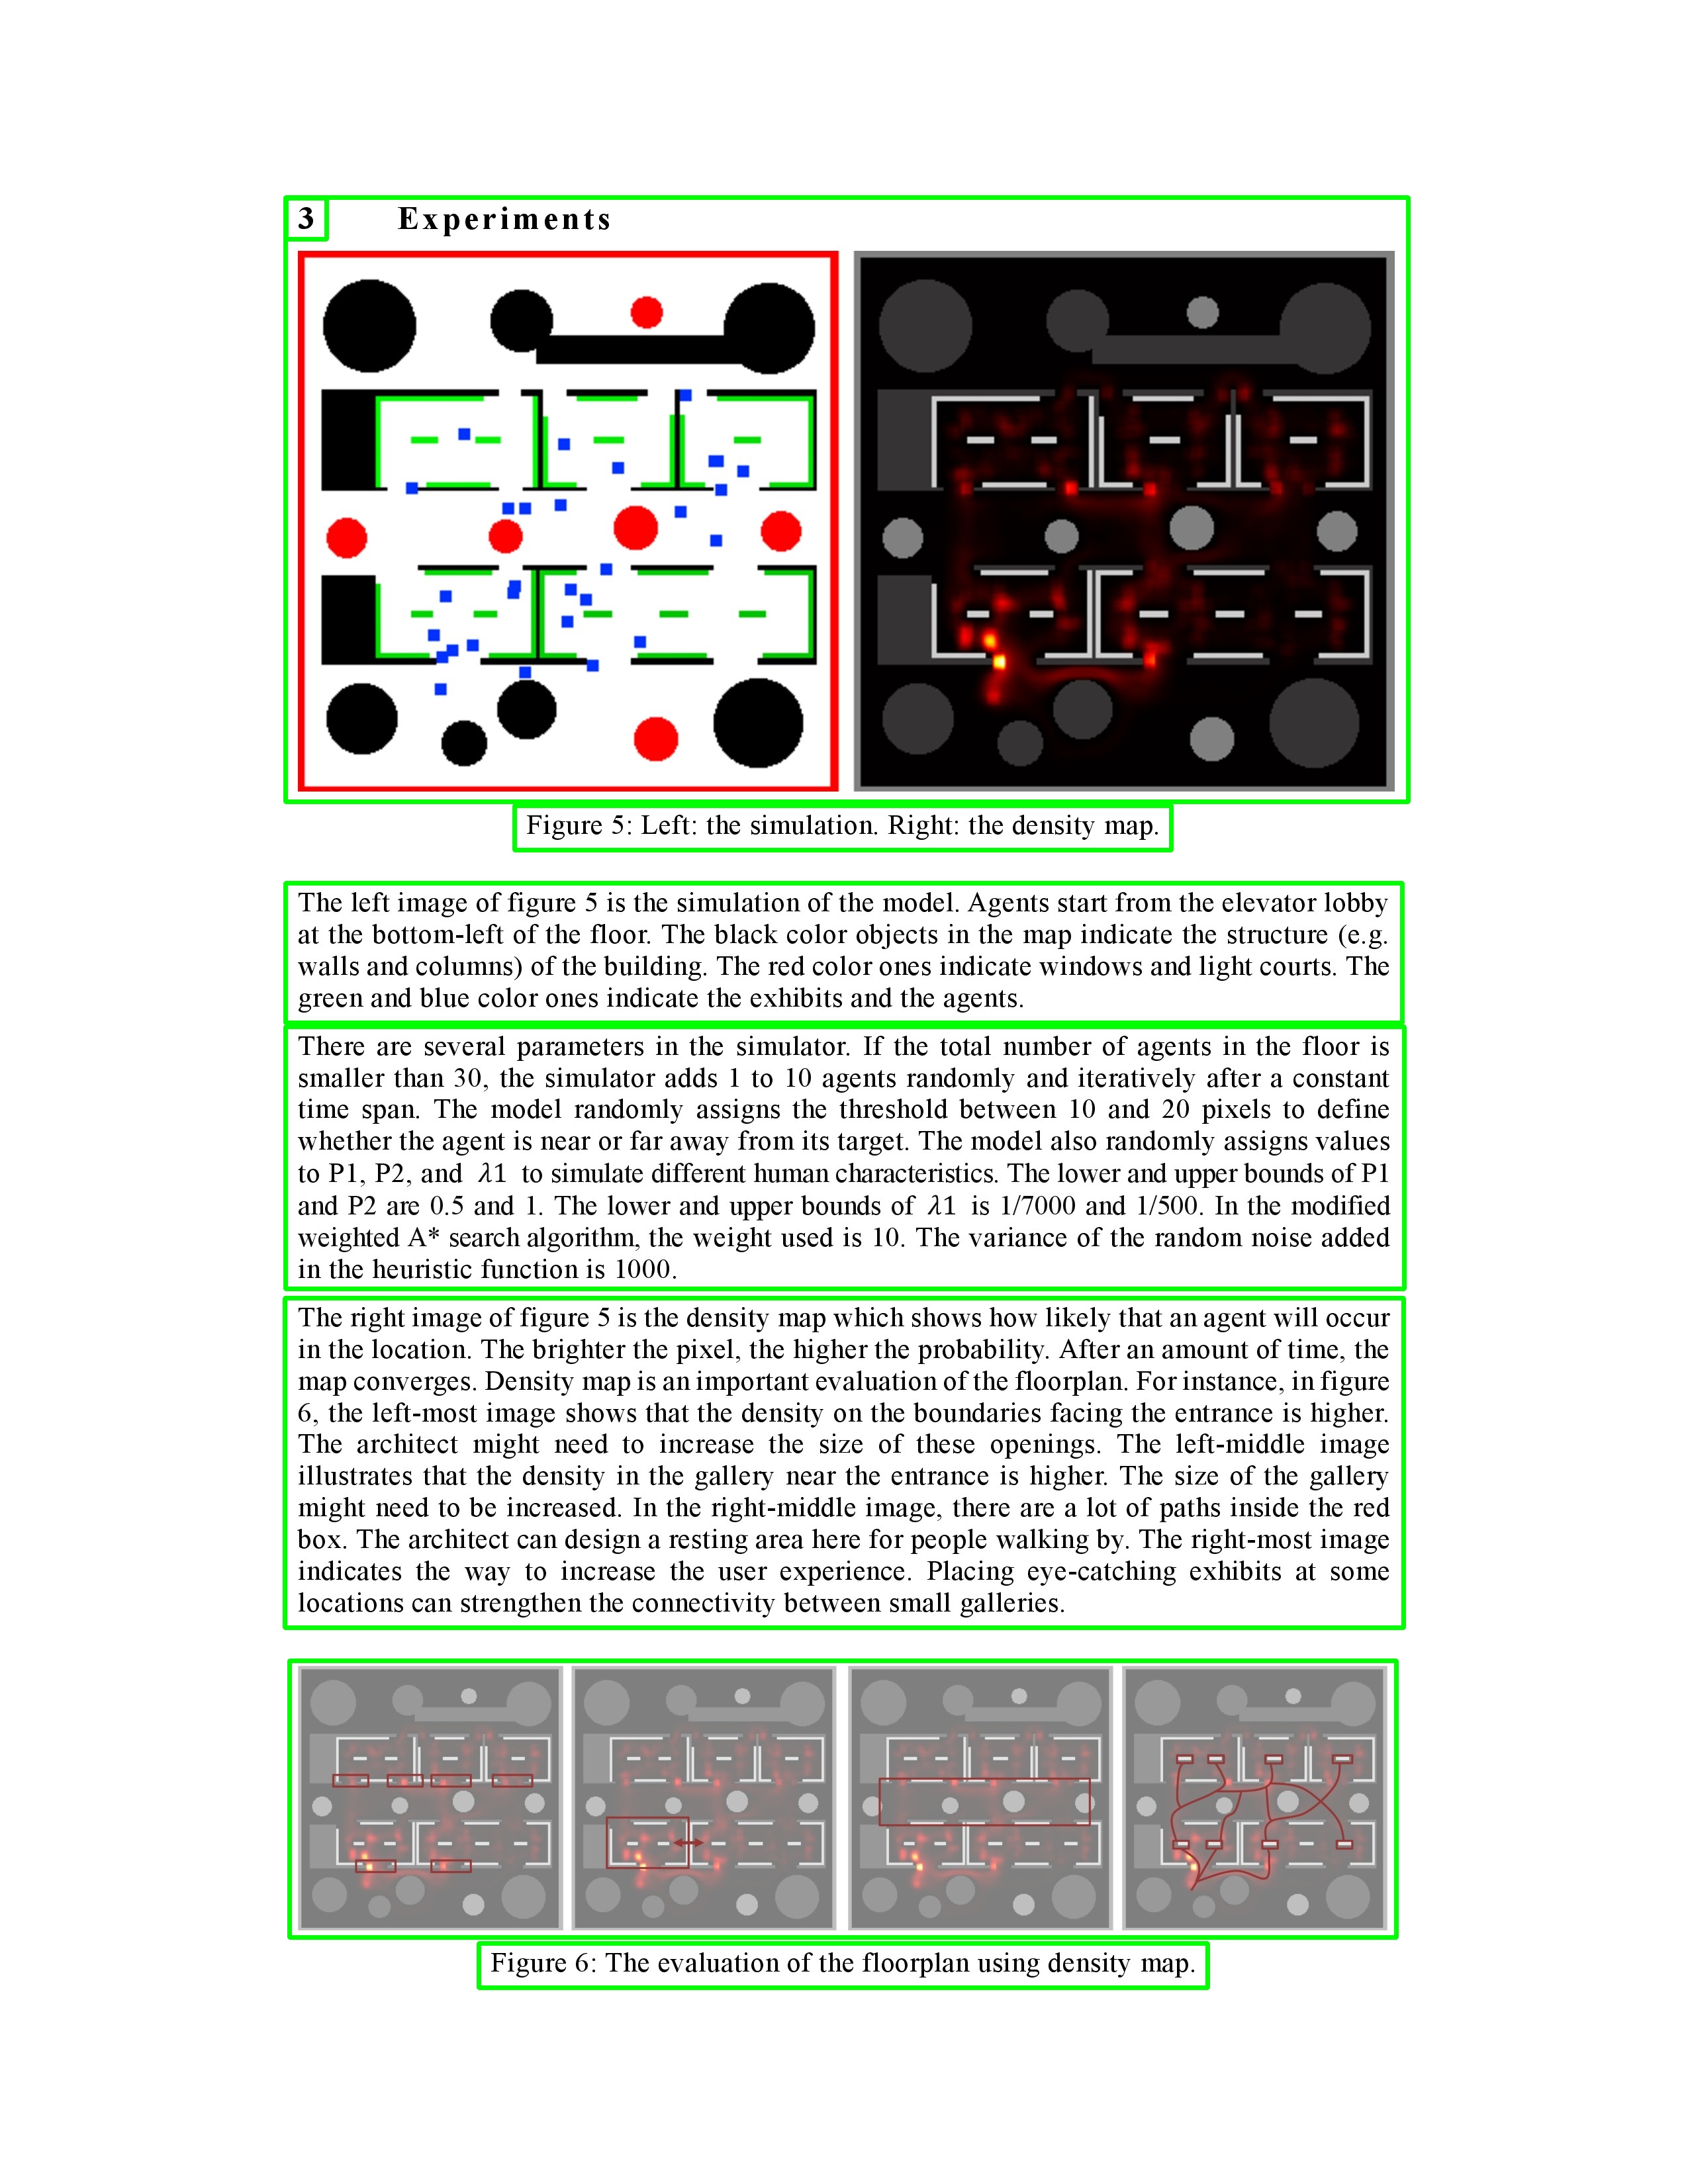 3 Experiments
Figure 5: Left: the simulation. Right: the density map.
The left image of figure 5 is the simulation of the model. Agents start from the elevator lobby
at the bottom-left of the floor. The black color objects in the map indicate the structure (e.g.
walls and columns) of the building. The red color ones indicate windows and light courts. The
green and blue color ones indicate the exhibits and the agents.
There are several parameters in the simulator. If the total number of agents in the floor is
smaller than 30, the simulator adds 1 to 10 agents randomly and iteratively after a constant
time span. The model randomly assigns the threshold between 10 and 20 pixels to define
whether the agent is near or far away from its target. The model also randomly assigns values
to P1, P2, and λ1 to simulate different human characteristics. The lower and upper bounds of P1
and P2 are 0.5 and 1. The lower and upper bounds of λ1 is 1/7000 and 1/500. In the modified
weighted A* search algorithm, the weight used is 10. The variance of the random noise added
in the heuristic function is 1000.
The right image of figure 5 is the density map which shows how likely that an agent will occur
in the location. The brighter the pixel, the higher the probability. After an amount of time, the
map converges. Density map is an important evaluation of the floorplan. For instance, in figure
6, the left-most image shows that the density on the boundaries facing the entrance is higher.
The architect might need to increase the size of these openings. The left-middle image
illustrates that the density in the gallery near the entrance is higher. The size of the gallery
might need to be increased. In the right-middle image, there are a lot of paths inside the red
box. The architect can design a resting area here for people walking by. The right-most image
indicates the way to increase the user experience. Placing eye-catching exhibits at some
locations can strengthen the connectivity between small galleries.
Figure 6: The evaluation of the floorplan using density map.